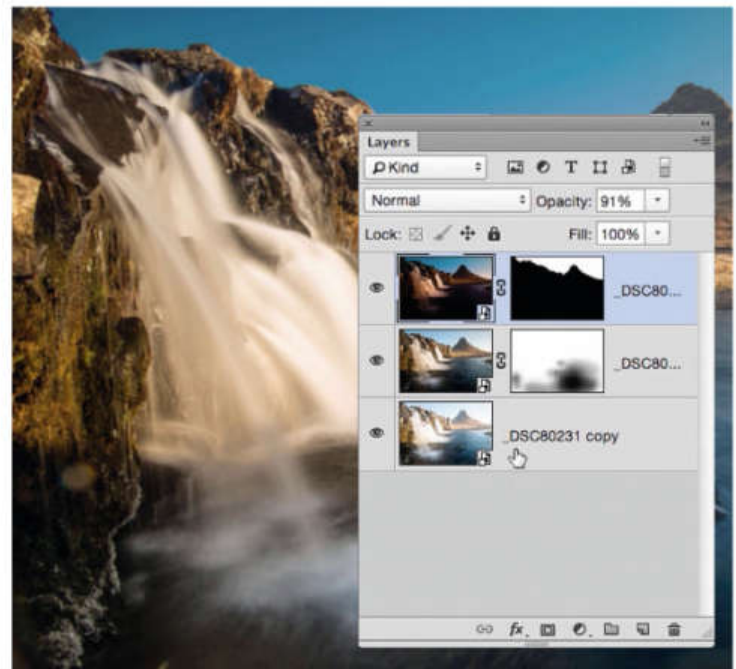 Layers
Kind
Normal
Opacity: 91%
Lock:
Fill: 100%
_DSC80...
_DSC80...
_DSC80231 copy
fx